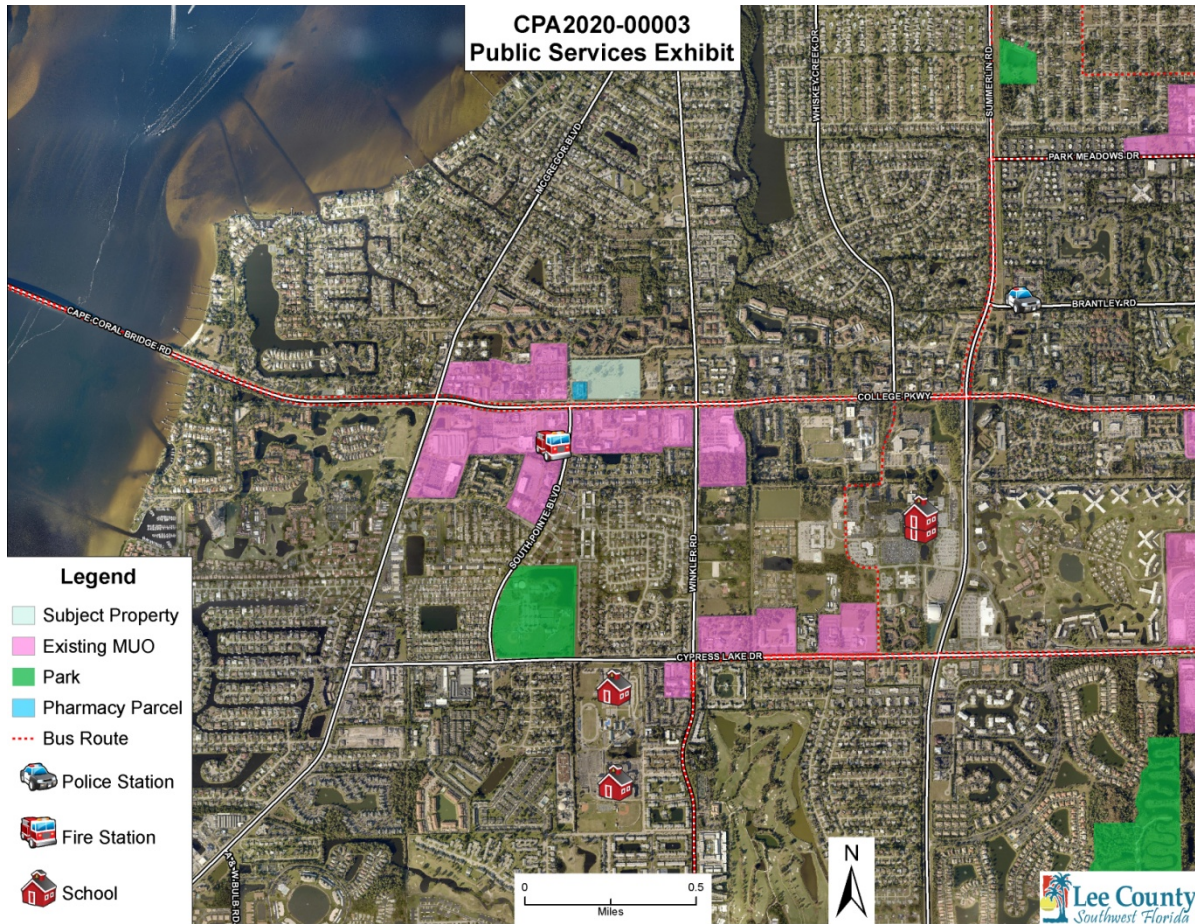 CPA2020-00003
Public Services Exhibit
WHISKEY CREEK DR
SUMMERLIN RD
MCGREGOR BLVD
PARK MEADOWS DR
BRANTLEY RD
CAPE CORAL BRIDGE RD
COLLEGE PKWY
SOUTH POINTE BLVD
WINKLER RD
CYPRESS LAKE DR
A & W BULB RD
Legend
Subject Property
Existing MUO
Park
Pharmacy Parcel
Bus Route
Police Station
Fire Station
School
0 0.5
Miles
N
Lee County
Southwest Florida